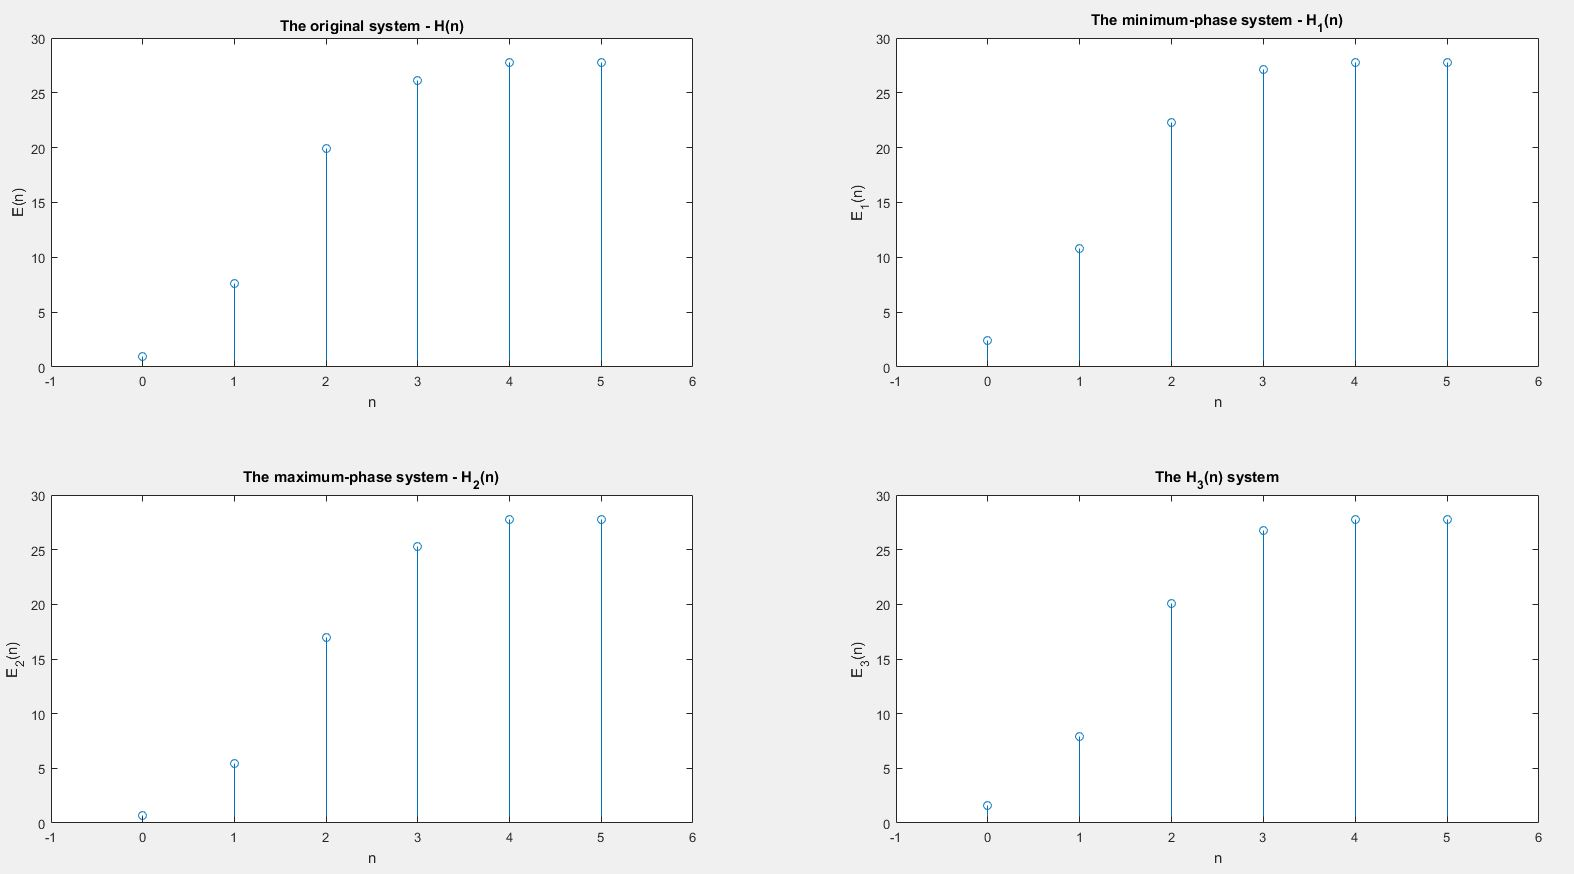 The original system - H(n)
30
25
20
15
10
5
0
E(n)
-1 0 1 2 3 4 5 6
n
The minimum-phase system - H1(n)
30
25
20
15
10
5
0
E1(n)
-1 0 1 2 3 4 5 6
n
The maximum-phase system - H2(n)
30
25
20
15
10
5
0
E2(n)
-1 0 1 2 3 4 5 6
n
The H3(n) system
30
25
20
15
10
5
0
E3(n)
-1 0 1 2 3 4 5 6
n